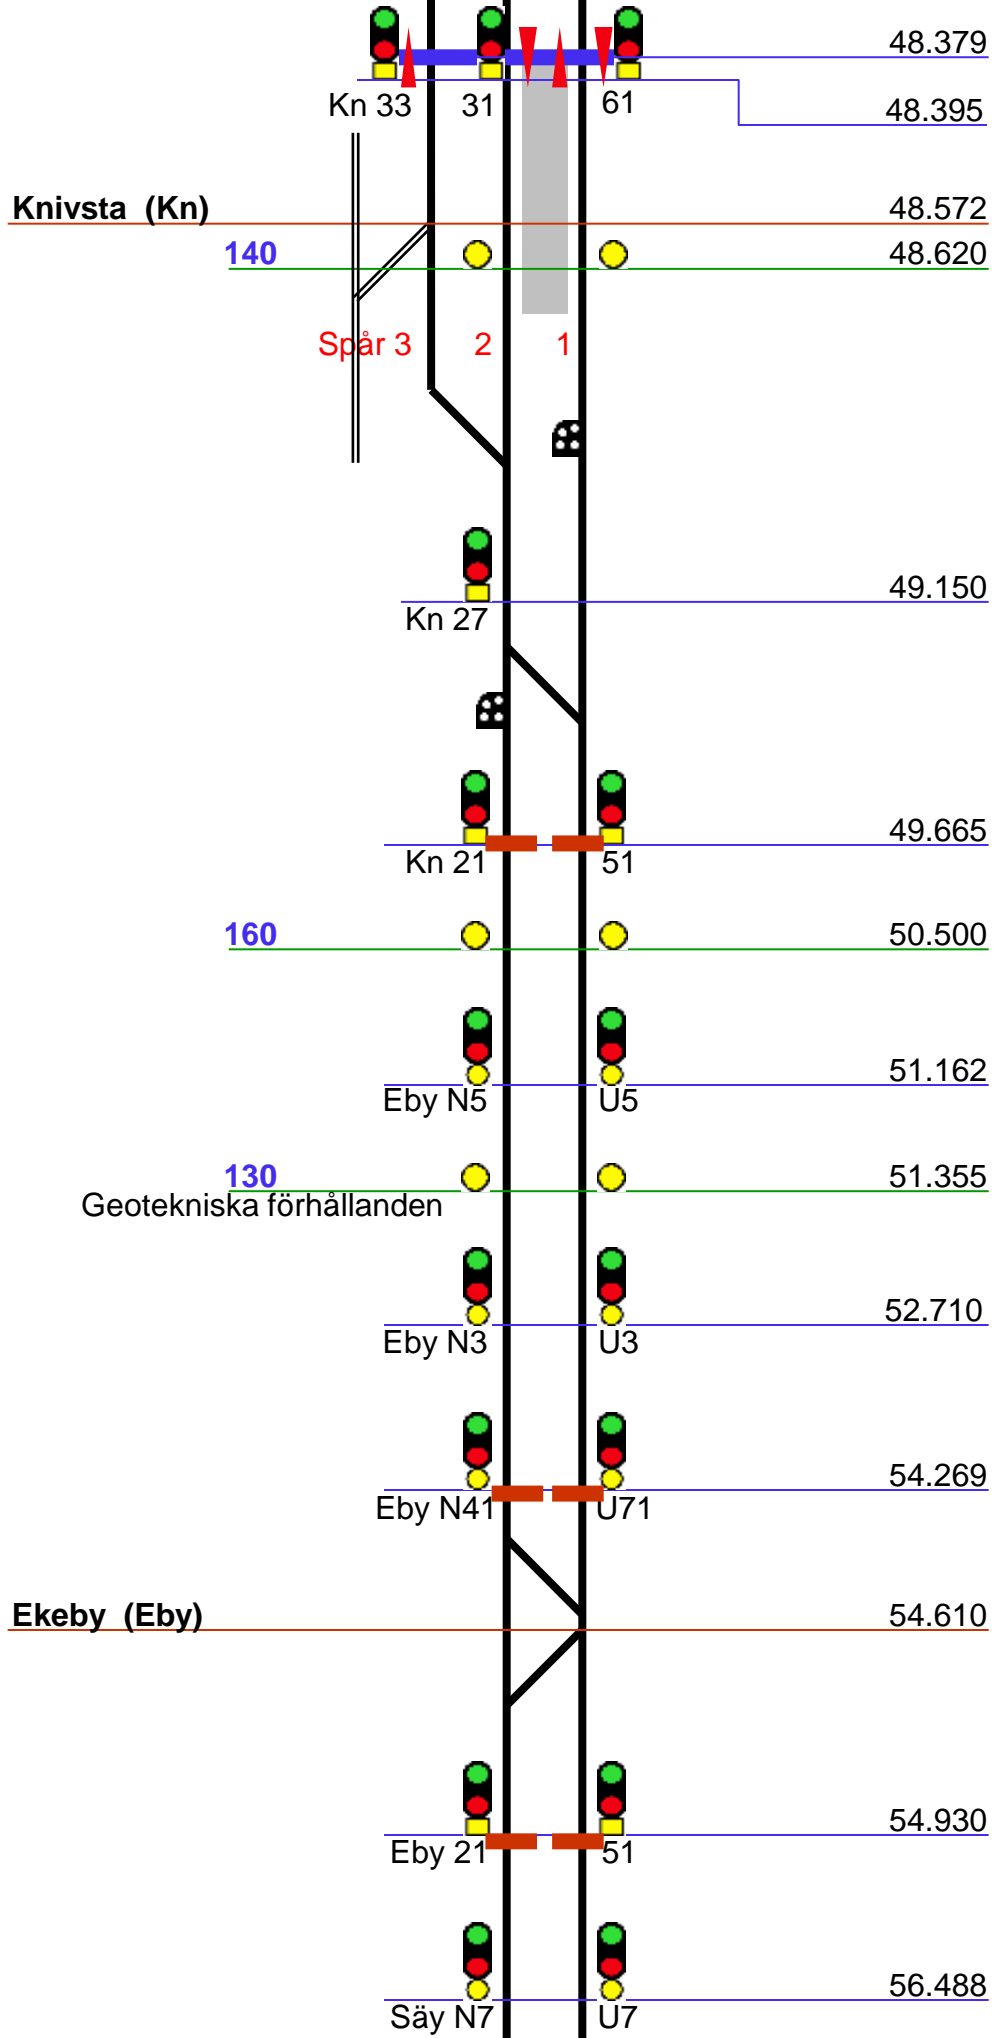 48.379
Kn 33 31 61
48.395
Knivsta (Kn) 48.572
140 48.620
Spår 3 2 1
49.150
Kn 27
49.665
Kn 21 51
160 50.500
51.162
Eby N5 U5
130 51.355
Geotekniska förhållanden
52.710
Eby N3 U3
54.269
Eby N41 U71
Ekeby (Eby) 54.610
54.930
Eby 21 51
56.488
Säy N7 U7